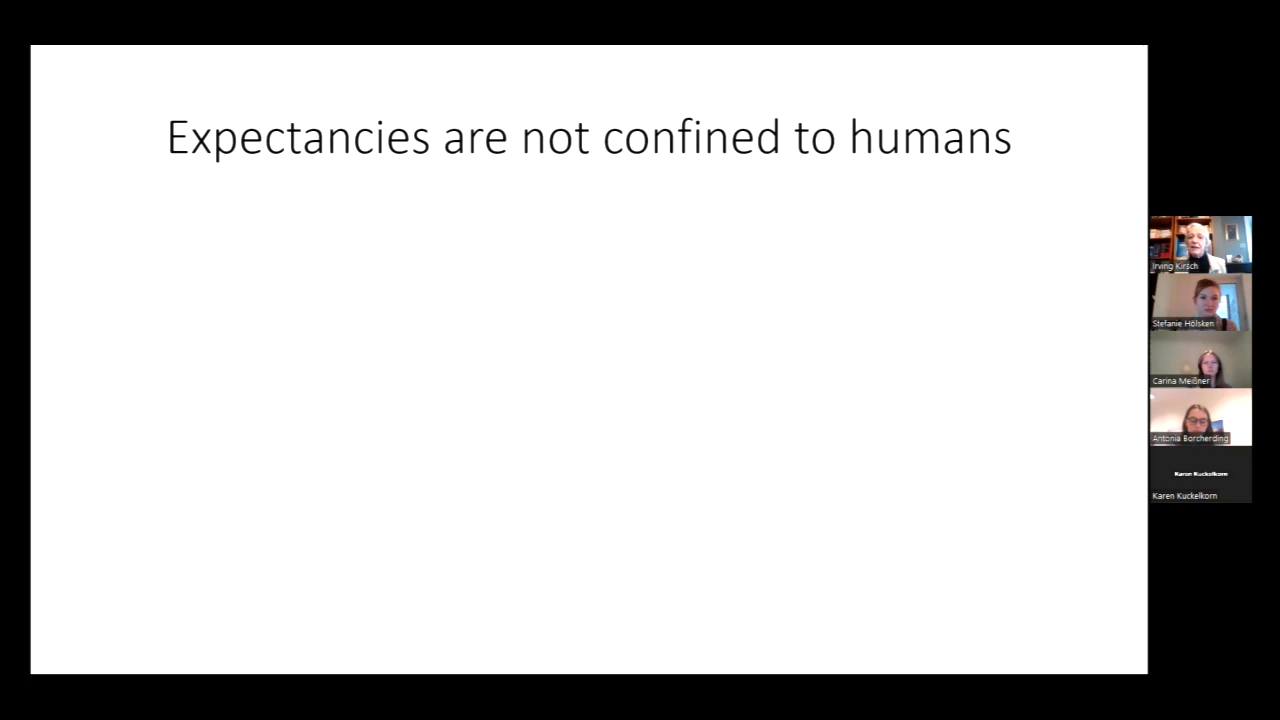 Expectancies are not confined to humans
Irving Kirsch
Stefanie Hölsken
Carina Meißner
Antonia Borcherding
Karen Kuckelkorn
Karen Kuckelkorn